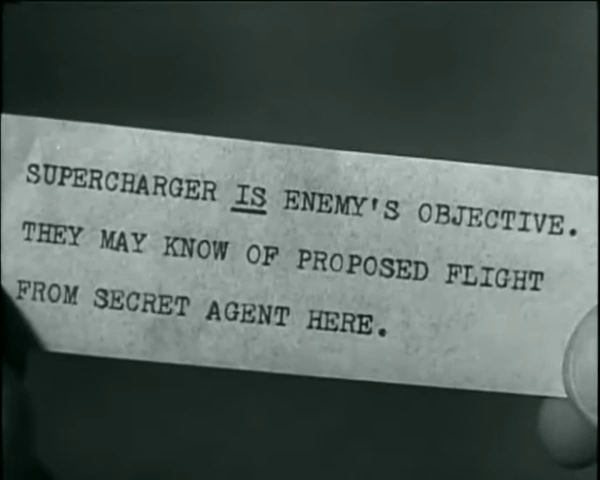 SUPERCHARGER IS ENEMY'S OBJECTIVE.
THEY MAY KNOW OF PROPOSED FLIGHT
FROM SECRET AGENT HERE.